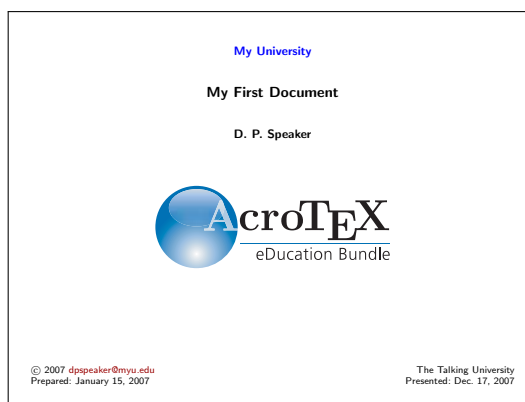 My University
My First Document
D. P. Speaker
AcroTEX
eDucation Bundle
© 2007 dpspeaker@myu.edu
Prepared: January 15, 2007
The Talking University
Presented: Dec. 17, 2007